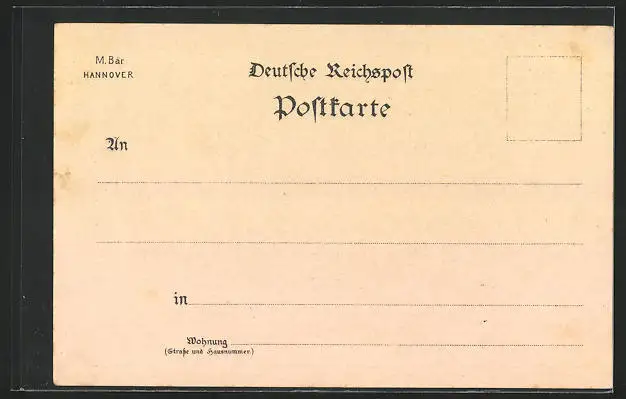 M. Bär
HANNOVER
Deutſche Reichspoſt
Poſtkarte
An
in
Wohnung
(Straße und Hausnummer.)